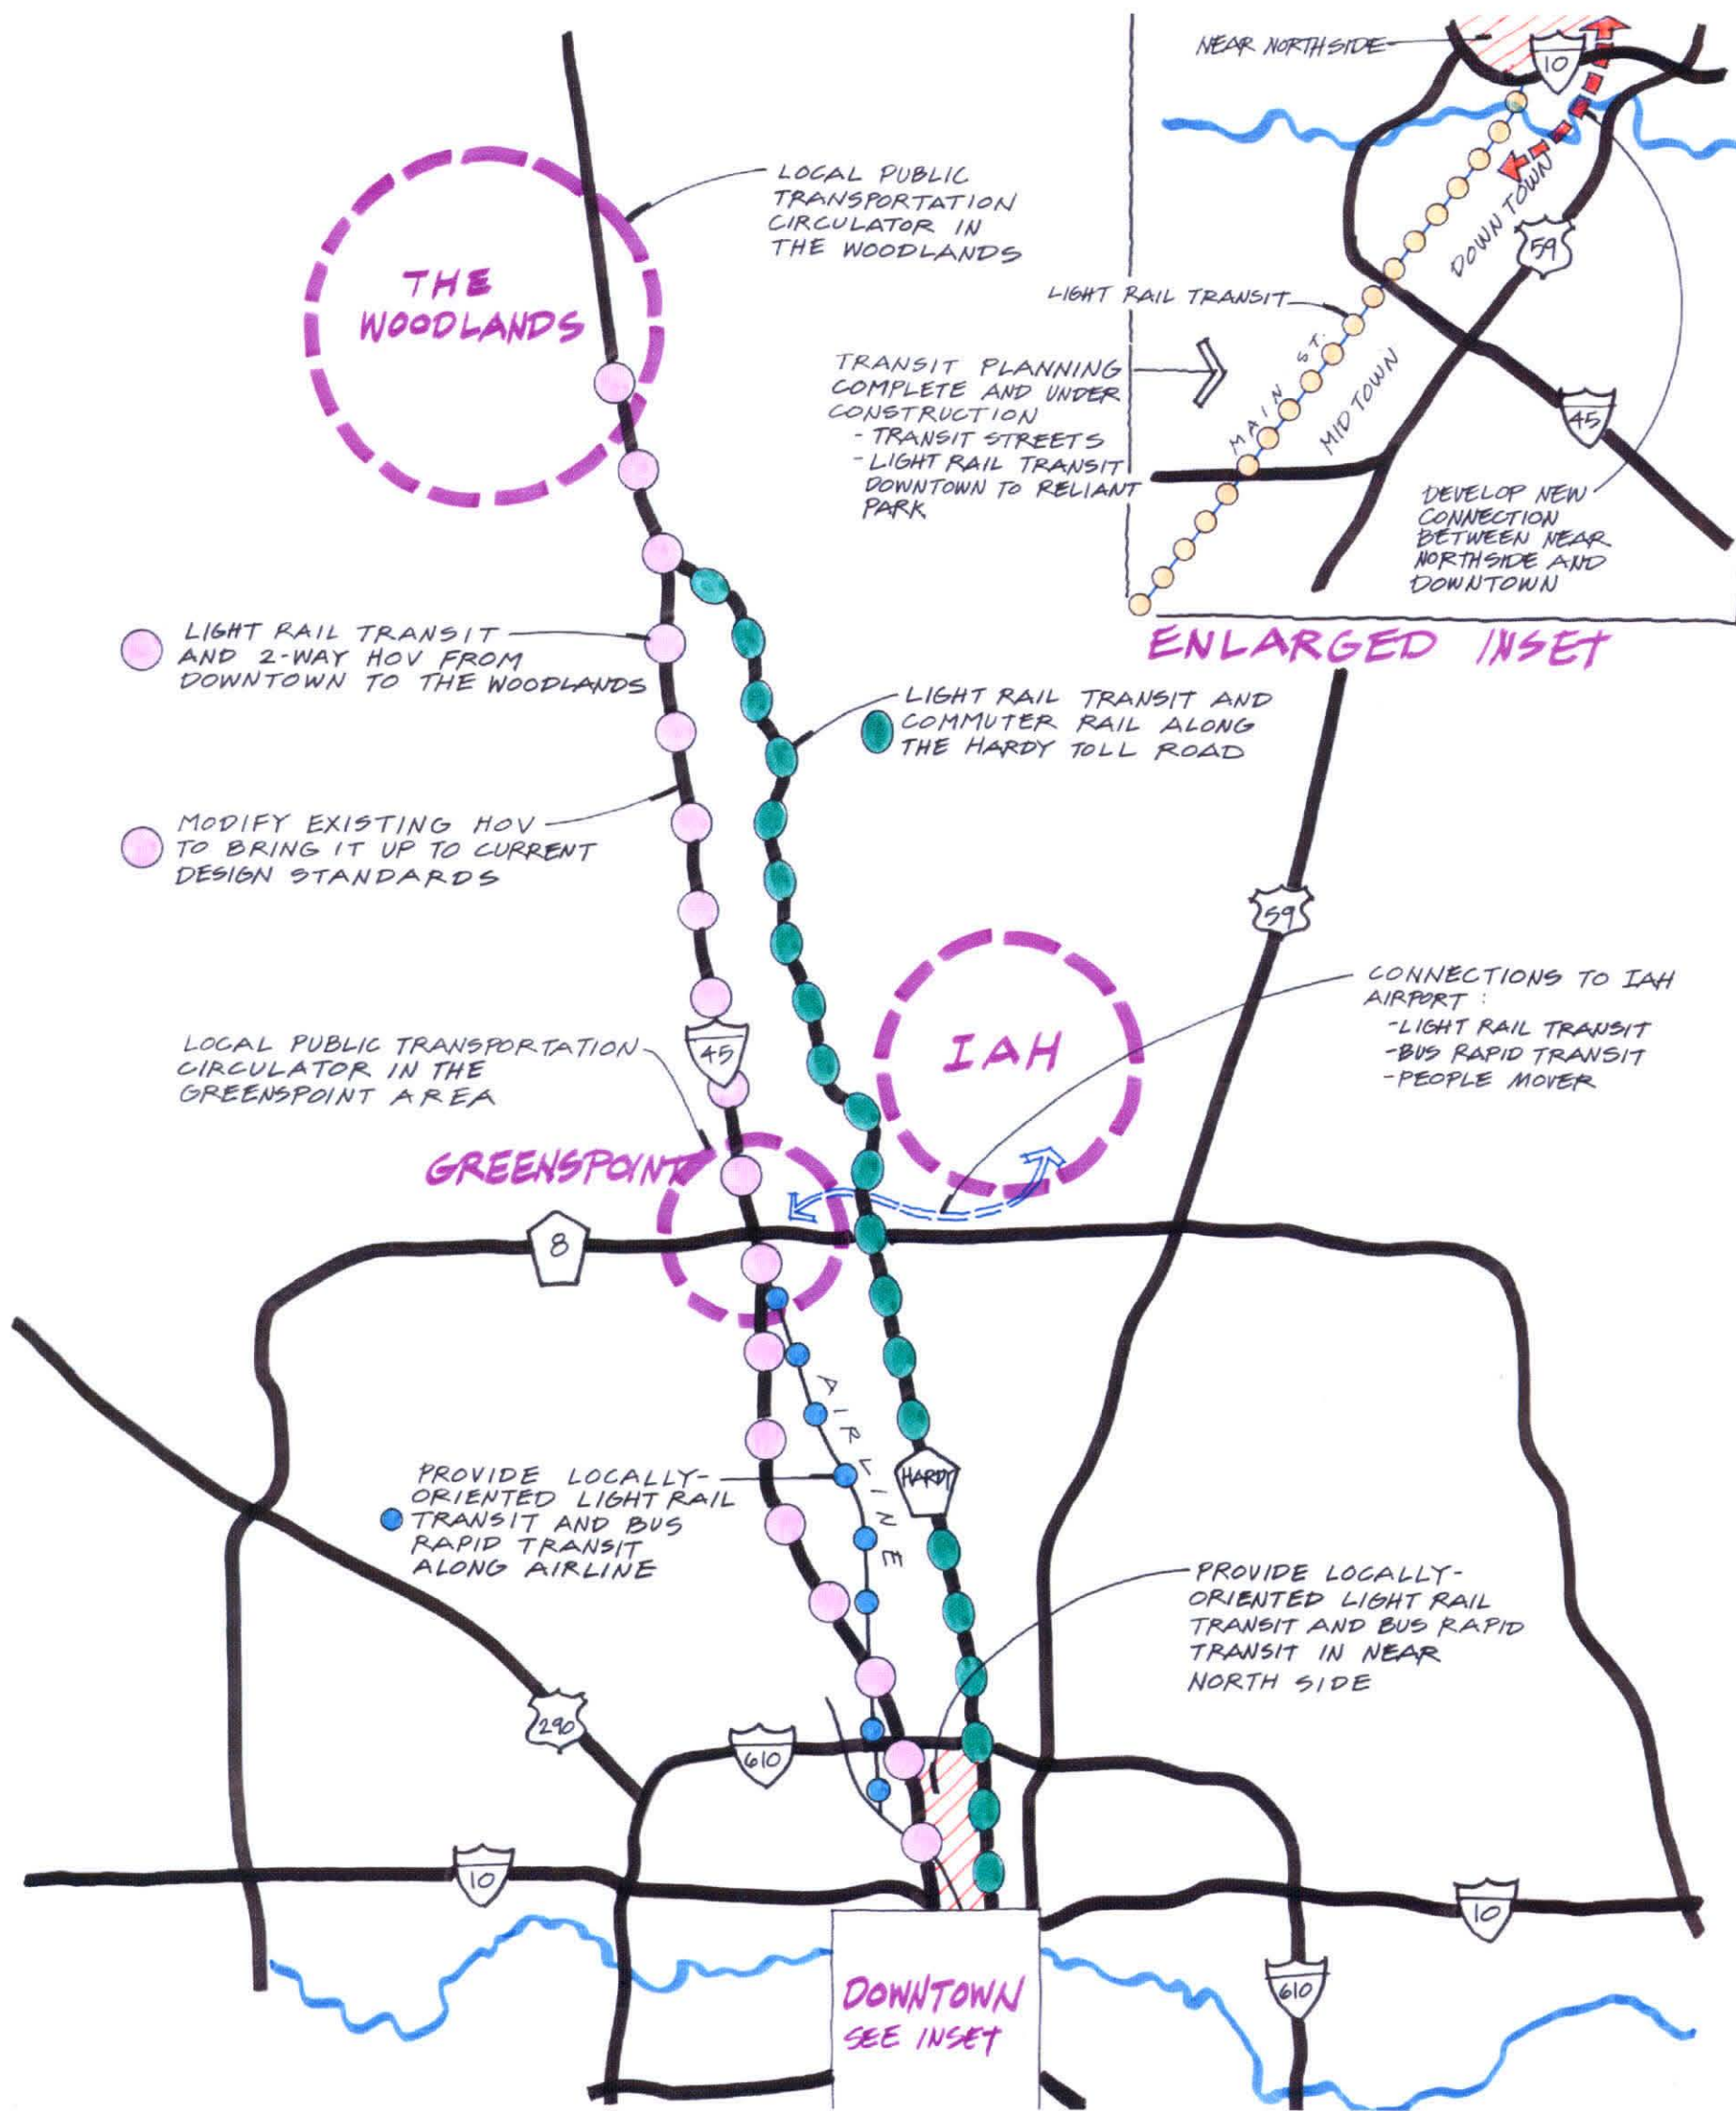 NEAR NORTHSIDE
10
LOCAL PUBLIC
TRANSPORTATION
CIRCULATOR IN
THE WOODLANDS
THE
WOODLANDS
DOWNTOWN
59
LIGHT RAIL TRANSIT
TRANSIT PLANNING
COMPLETE AND UNDER
CONSTRUCTION
- TRANSIT STREETS
- LIGHT RAIL TRANSIT
DOWNTOWN TO RELIANT
PARK
MAIN ST.
MIDTOWN
45
DEVELOP NEW
CONNECTION
BETWEEN NEAR
NORTHSIDE AND
DOWNTOWN
ENLARGED INSET
LIGHT RAIL TRANSIT
AND 2-WAY HOV FROM
DOWNTOWN TO THE WOODLANDS
LIGHT RAIL TRANSIT AND
COMMUTER RAIL ALONG
THE HARDY TOLL ROAD
MODIFY EXISTING HOV
TO BRING IT UP TO CURRENT
DESIGN STANDARDS
59
CONNECTIONS TO IAH
AIRPORT :
-LIGHT RAIL TRANSIT
-BUS RAPID TRANSIT
-PEOPLE MOVER
IAH
45
LOCAL PUBLIC TRANSPORTATION
CIRCULATOR IN THE
GREENSPOINT AREA
GREENSPOINT
8
AIRLINE
PROVIDE LOCALLY-
ORIENTED LIGHT RAIL
TRANSIT AND BUS
RAPID TRANSIT
ALONG AIRLINE
HARDY
PROVIDE LOCALLY-
ORIENTED LIGHT RAIL
TRANSIT AND BUS RAPID
TRANSIT IN NEAR
NORTH SIDE
290
610
10
10
610
DOWNTOWN
SEE INSET